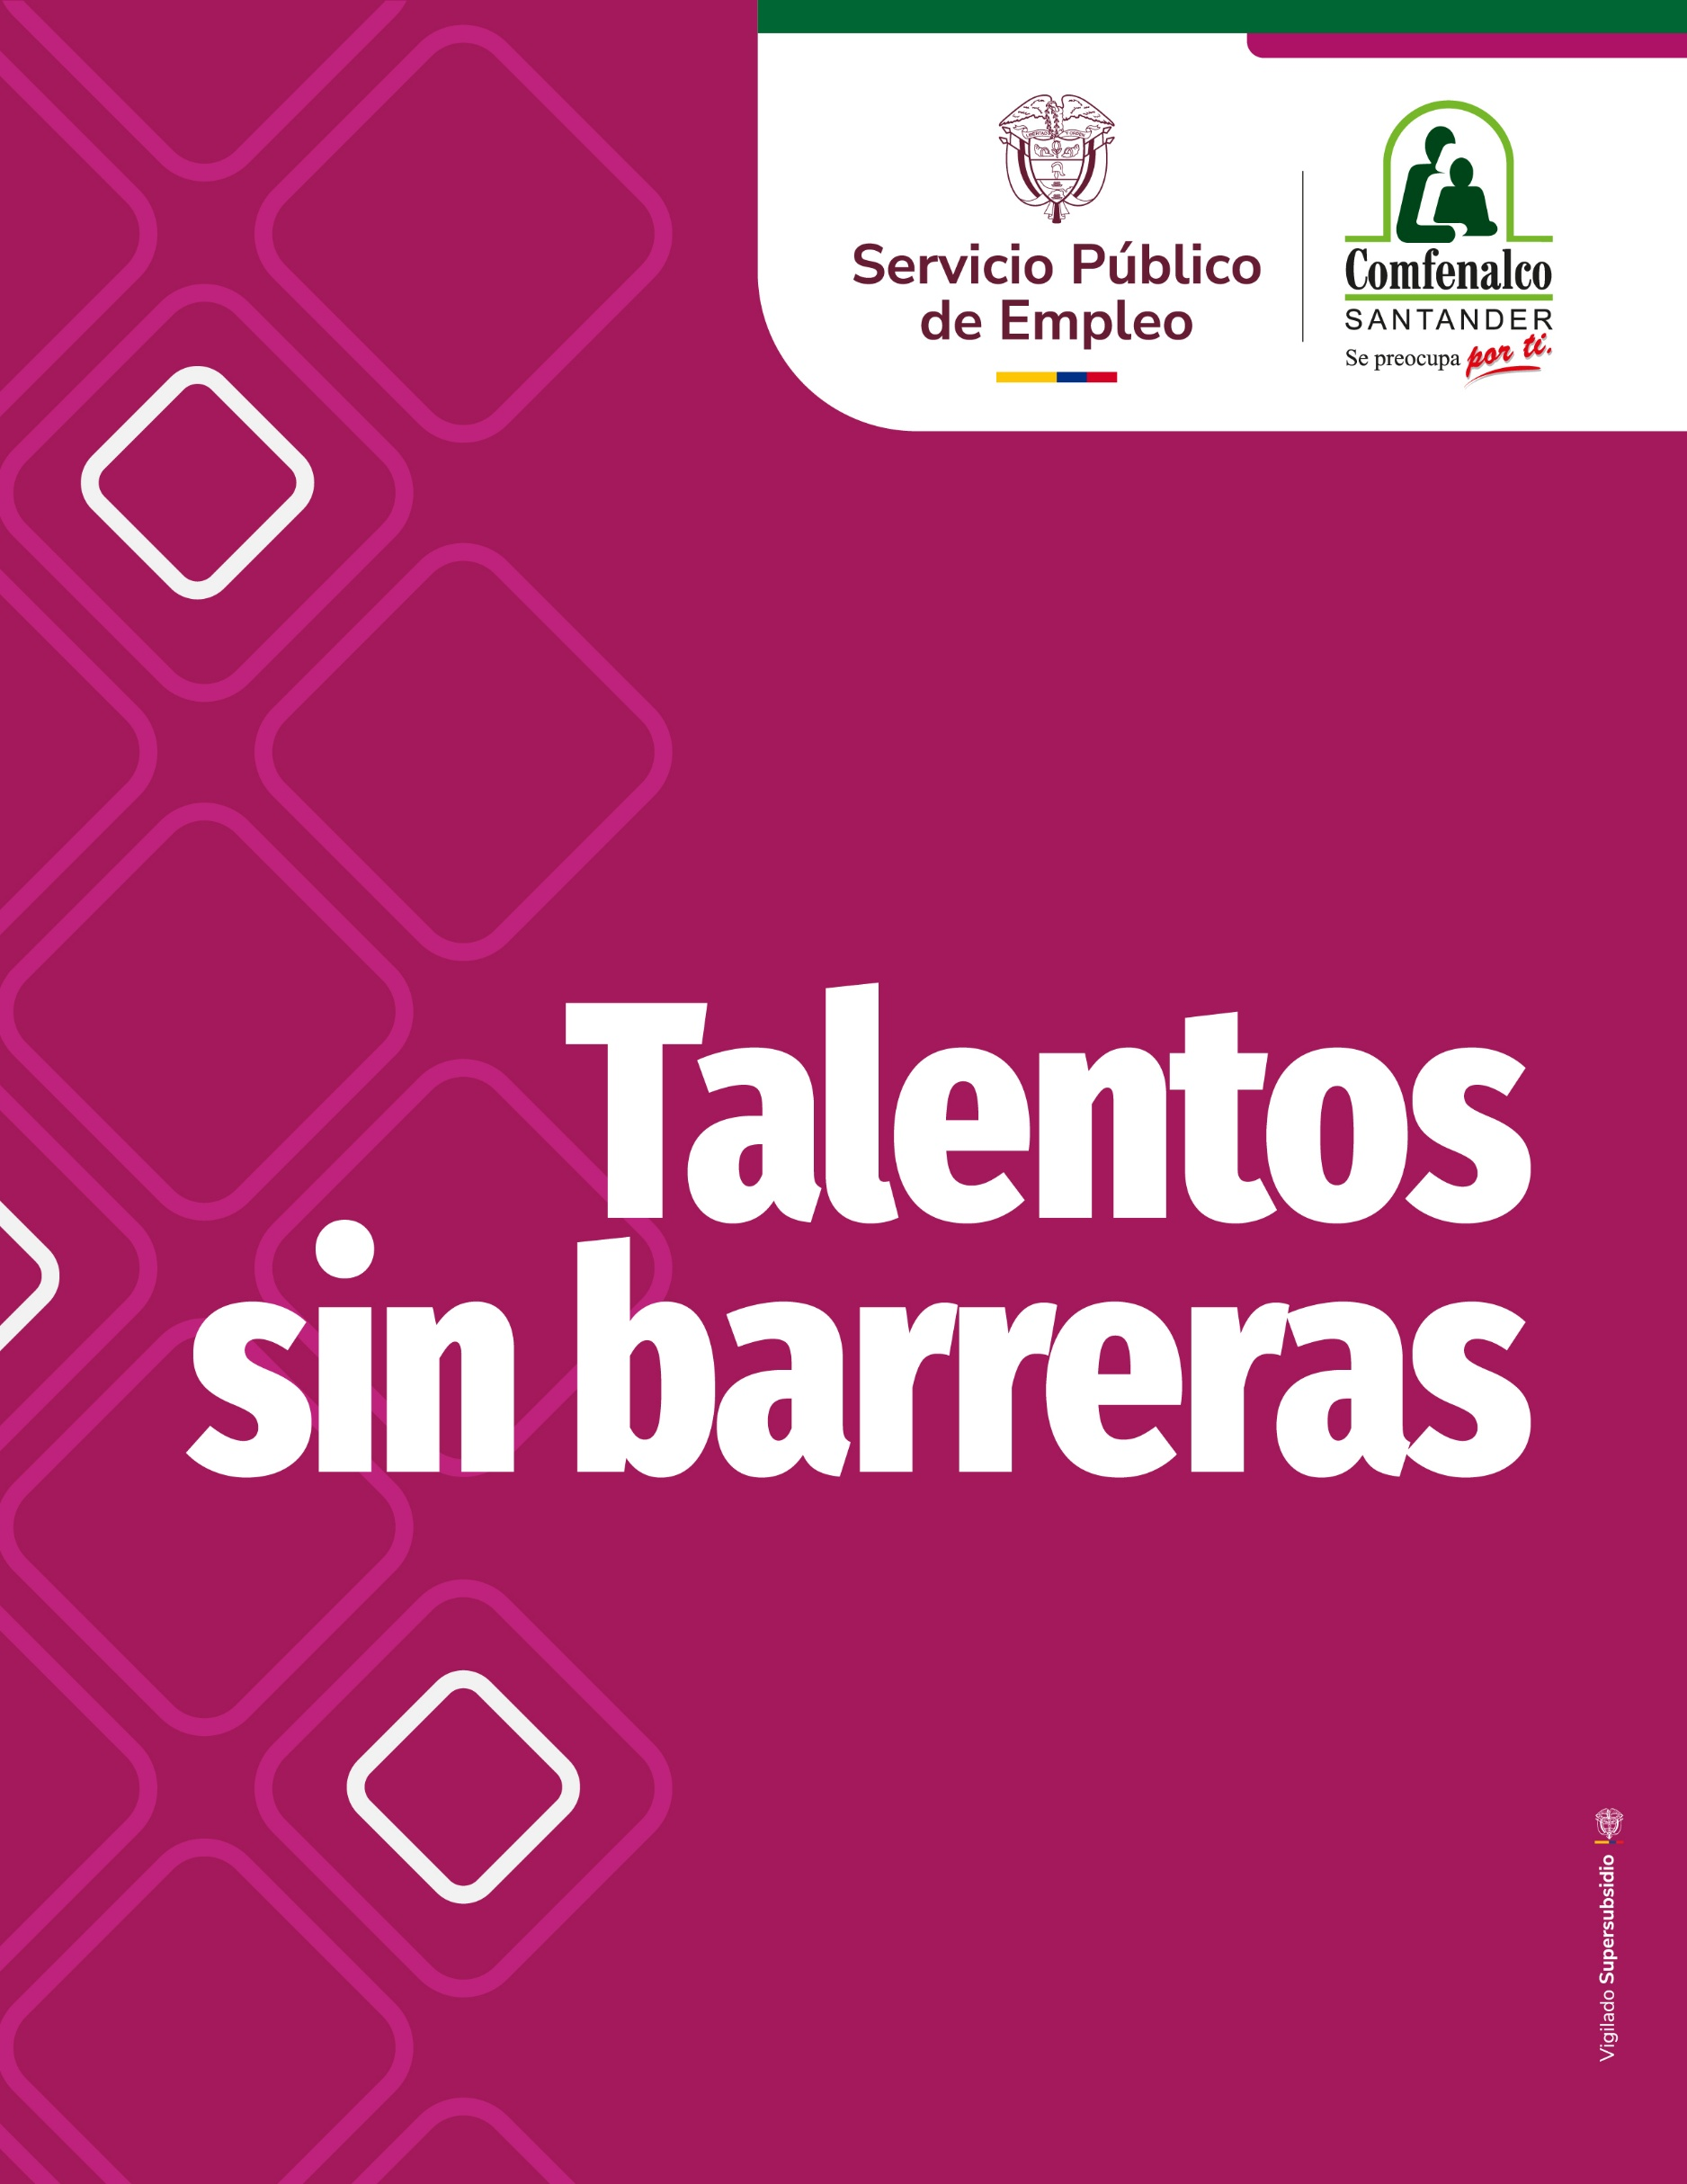 Servicio Público
de Empleo
Comfenalco
SANTANDER
Se preocupa por ti.
Talentos
sin barreras
Vigilado Supersubsidio